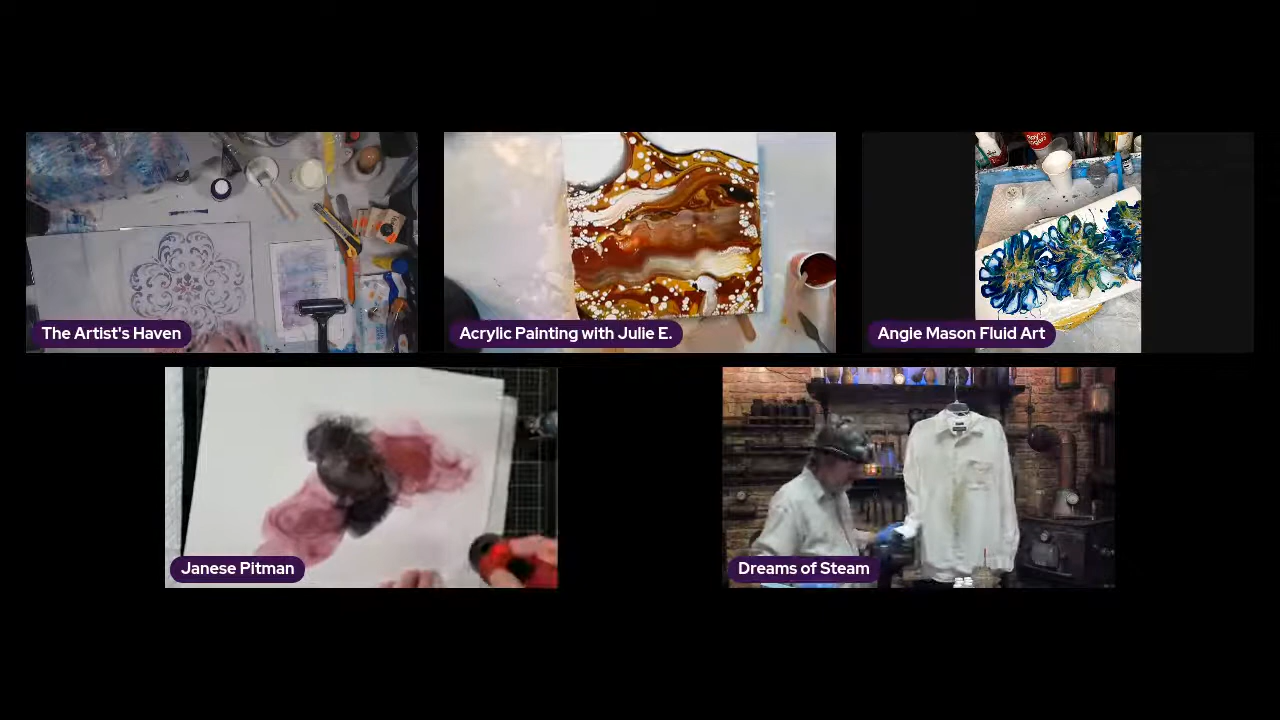 The Artist's Haven
Acrylic Painting with Julie E.
Angie Mason Fluid Art
Janese Pitman
Dreams of Steam